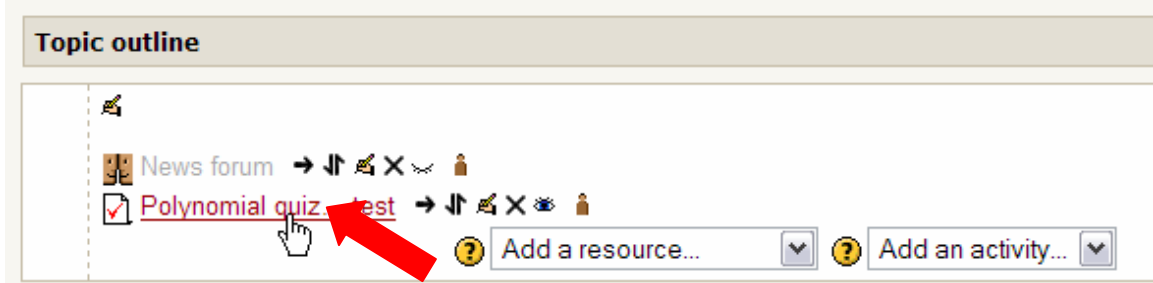 Topic outline
News forum
Polynomial quiz test
? Add a resource... ? Add an activity...